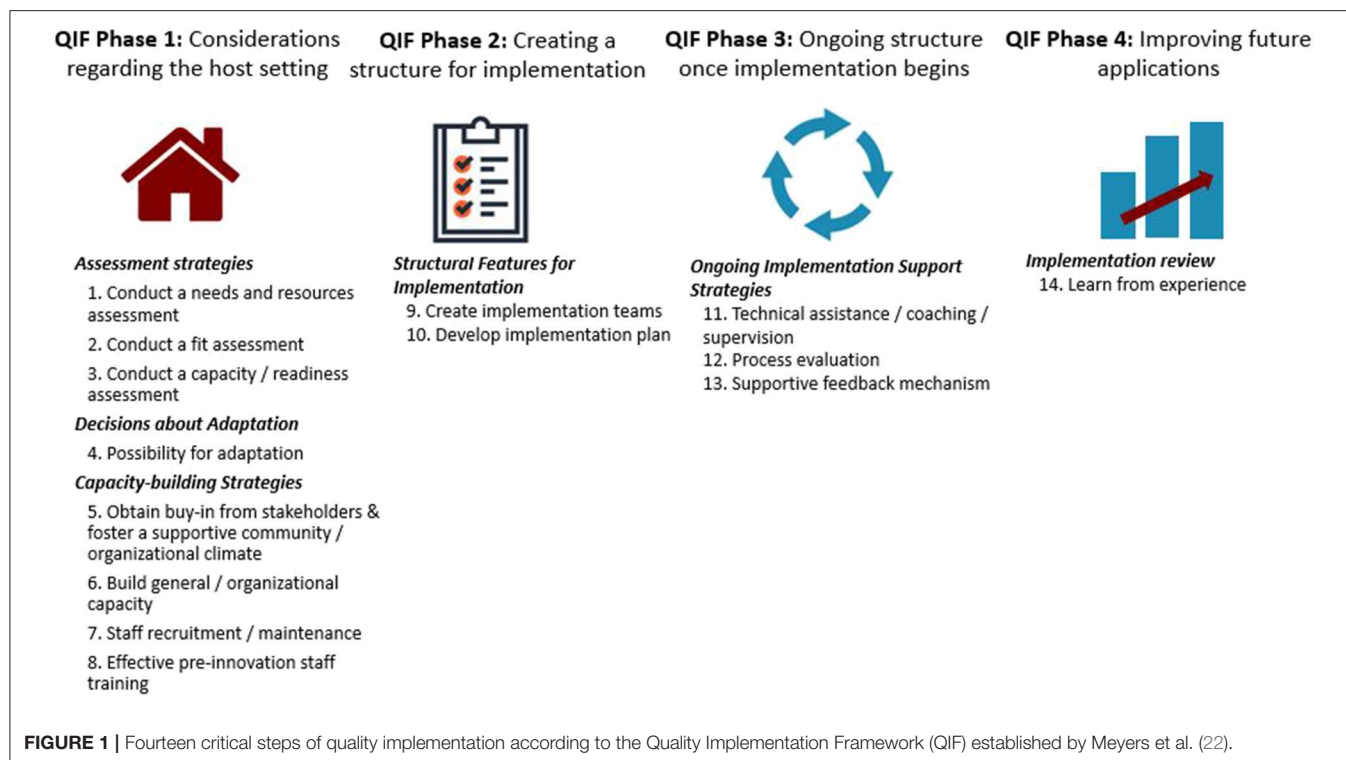 QIF Phase 1: Considerations
regarding the host setting
Assessment strategies
1. Conduct a needs and resources
assessment
2. Conduct a fit assessment
3. Conduct a capacity / readiness
assessment
Decisions about Adaptation
4. Possibility for adaptation
Capacity-building Strategies
5. Obtain buy-in from stakeholders &
foster a supportive community /
organizational climate
6. Build general / organizational
capacity
7. Staff recruitment / maintenance
8. Effective pre-innovation staff
training
QIF Phase 2: Creating a
structure for implementation
Structural Features for
Implementation
9. Create implementation teams
10. Develop implementation plan
QIF Phase 3: Ongoing structure
once implementation begins
Ongoing Implementation Support
Strategies
11. Technical assistance / coaching /
supervision
12. Process evaluation
13. Supportive feedback mechanism
QIF Phase 4: Improving future
applications
Implementation review
14. Learn from experience
FIGURE 1 | Fourteen critical steps of quality implementation according to the Quality Implementation Framework (QIF) established by Meyers et al. (22).